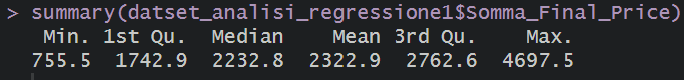 > summary(datset_analisi_regressione1$Somma_Final_Price)
Min. 1st Qu. Median Mean 3rd Qu. Max.
755.5 1742.9 2232.8 2322.9 2762.6 4697.5